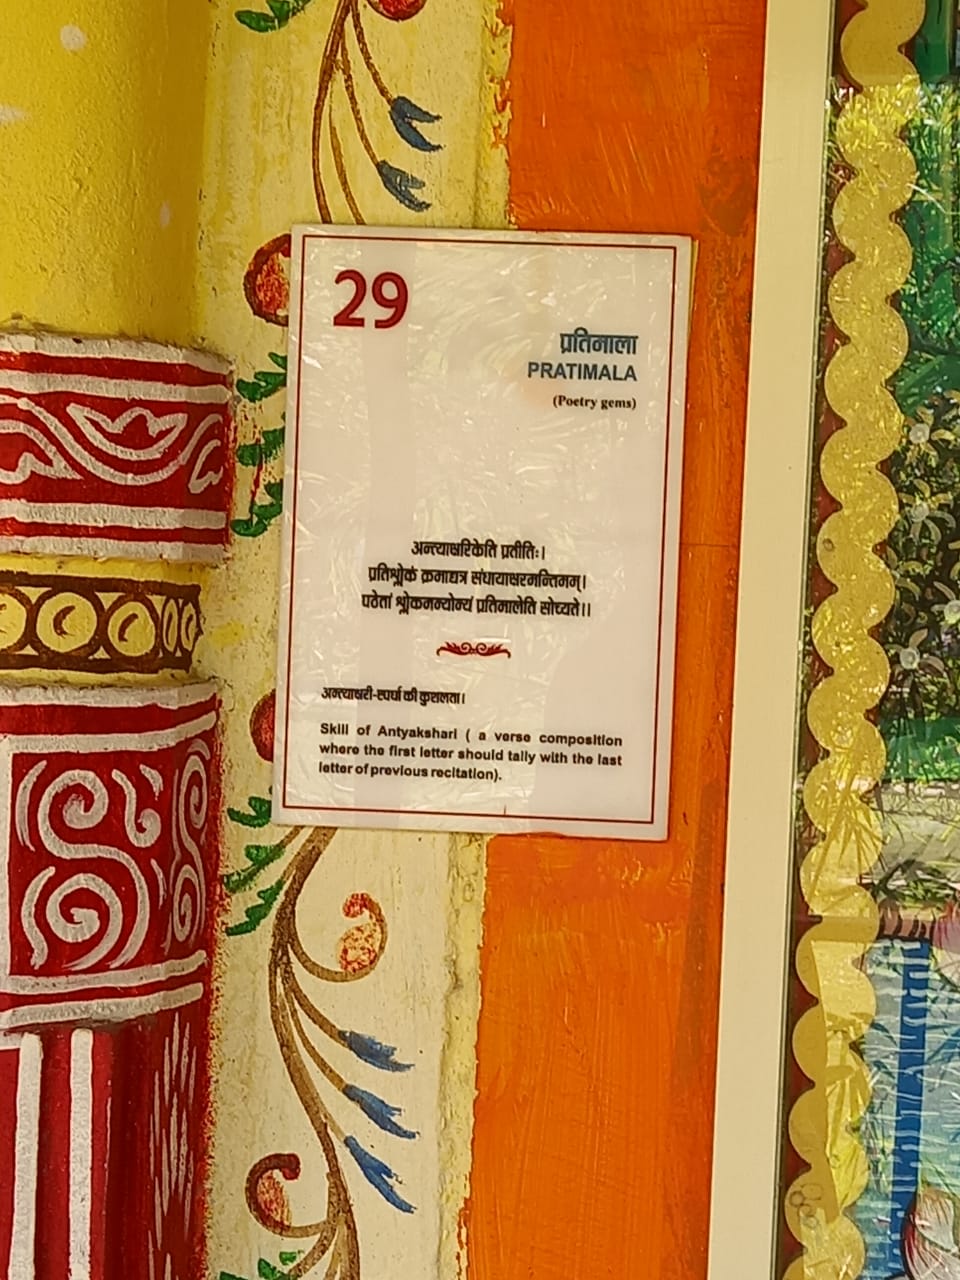 29
प्रतिमाला
PRATIMALA
(Poetry gems)
अन्त्याक्षरिकेति प्रतीतिः।
प्रतिश्लोकं क्रमाद्यत्र संधायाक्षरमन्तिमम्।
पठेतां श्लोकमन्योन्यं प्रतिमालेति सोच्यते।।
अन्त्याक्षरी-स्पर्धा की कुशलता।
Skill of Antyakshari ( a verse composition
where the first letter should tally with the last
letter of previous recitation).